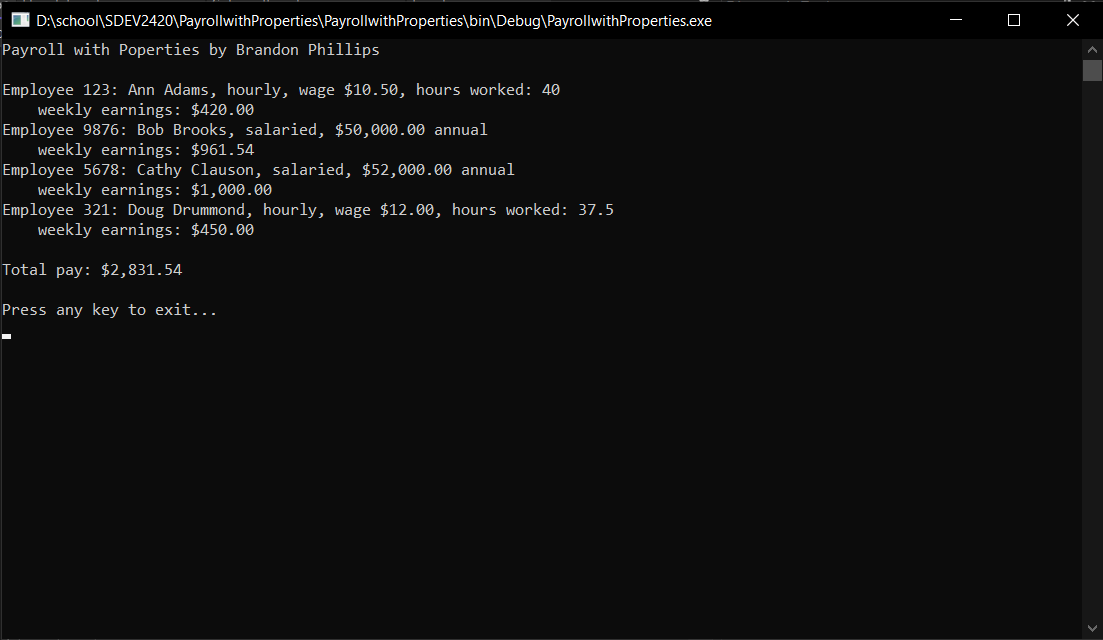 D:\school\SDEV2420\PayrollwithProperties\PayrollwithProperties\bin\Debug\PayrollwithProperties.exe
Payroll with Poperties by Brandon Phillips
Employee 123: Ann Adams, hourly, wage $10.50, hours worked: 40
    weekly earnings: $420.00
Employee 9876: Bob Brooks, salaried, $50,000.00 annual
    weekly earnings: $961.54
Employee 5678: Cathy Clauson, salaried, $52,000.00 annual
    weekly earnings: $1,000.00
Employee 321: Doug Drummond, hourly, wage $12.00, hours worked: 37.5
    weekly earnings: $450.00
Total pay: $2,831.54
Press any key to exit...